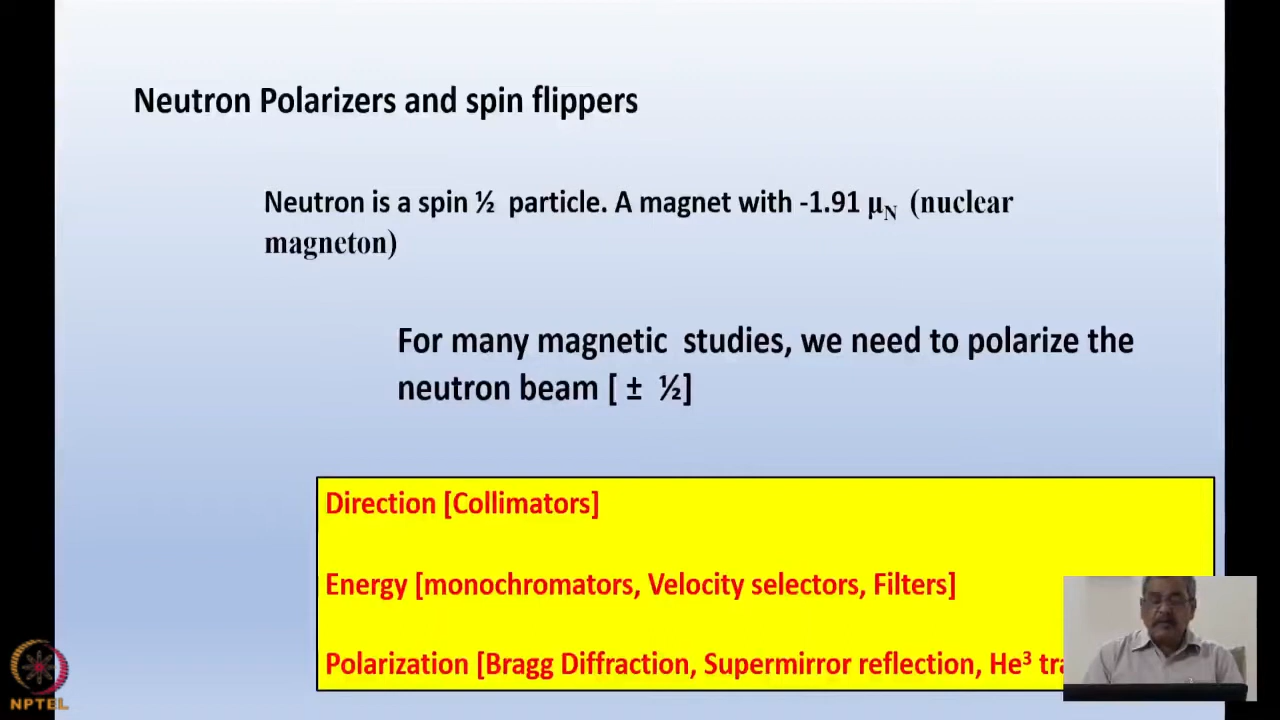 Neutron Polarizers and spin flippers
Neutron is a spin ½ particle. A magnet with -1.91 μN (nuclear
magneton)
For many magnetic studies, we need to polarize the
neutron beam [ ± ½]
Direction [Collimators]
Energy [monochromators, Velocity selectors, Filters]
Polarization [Bragg Diffraction, Supermirror reflection, He³
NPTEL